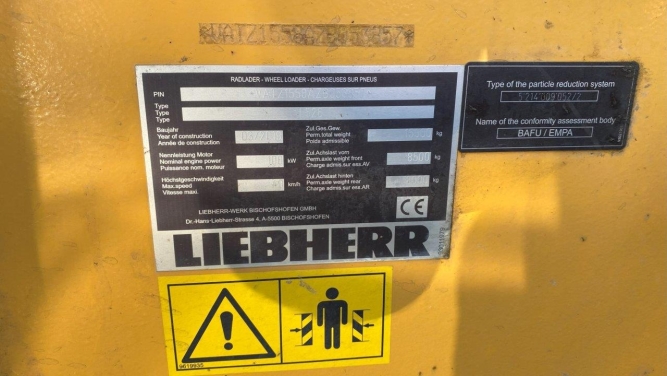 RADLADER - WHEEL LOADER - CHARGEUSES SUR PNEUS
PIN
Type
Type
Type
Baujahr
Year of construction
Année de construction
Zul.Ges.Gew.
Perm.total weight
Poids admissible
kg
Nennleistung Motor
Nominal engine power
Puissance nom. moteur
kW
Zul.Achslast vorn
Perm.axle weight front
Charge admis.sur ess.AV
kg
Höchstgeschwindigkeit
Max.speed
Vitesse maxi.
km/h
Zul.Achslast hinten
Perm.axle weight rear
Charge admis.sur ess.AR
kg
LIEBHERR-WERK BISCHOFSHOFEN GMBH
Dr.-Hans-Liebherr-Strasse 4, A-5500 BISCHOFSHOFEN
CE
LIEBHERR
Type of the particle reduction system
Name of the conformity assessment body
BAFU / EMPA